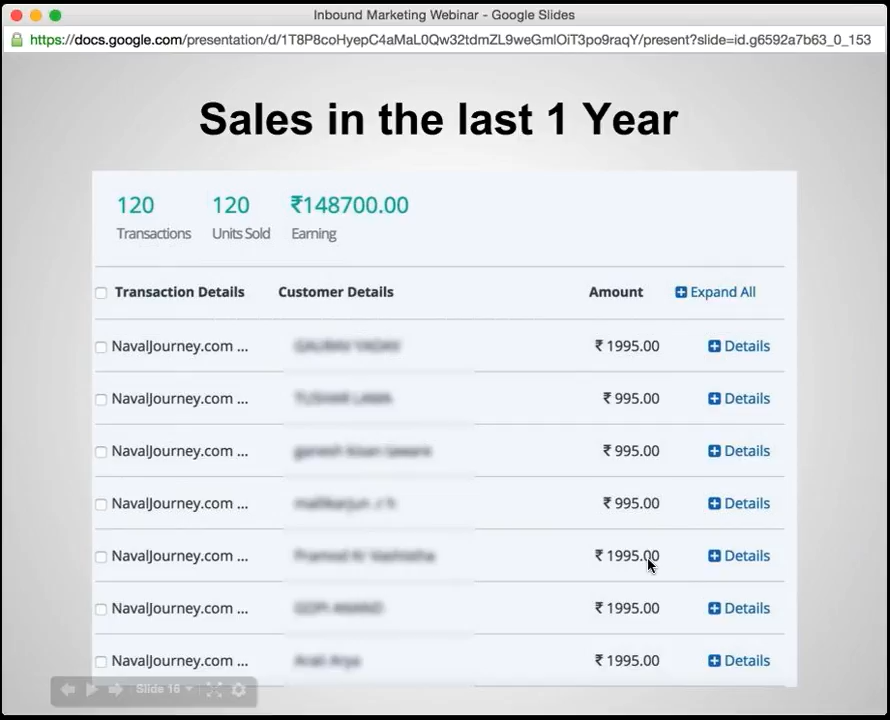 Inbound Marketing Webinar - Google Slides
https://docs.google.com/presentation/d/1T8P8coHyepC4aMaL0Qw32tdmZL9weGmlOiT3po9raqY/present?slide=id.g6592a7b63_0_153
Sales in the last 1 Year
120 120 ₹148700.00
Transactions Units Sold Earning
Transaction Details Customer Details Amount Expand All
NavalJourney.com ... ₹ 1995.00 Details
NavalJourney.com ... ₹ 995.00 Details
NavalJourney.com ... ₹ 995.00 Details
NavalJourney.com ... ₹ 995.00 Details
NavalJourney.com ... ₹ 1995.00 Details
NavalJourney.com ... ₹ 1995.00 Details
NavalJourney.com ... ₹ 1995.00 Details
Slide 16